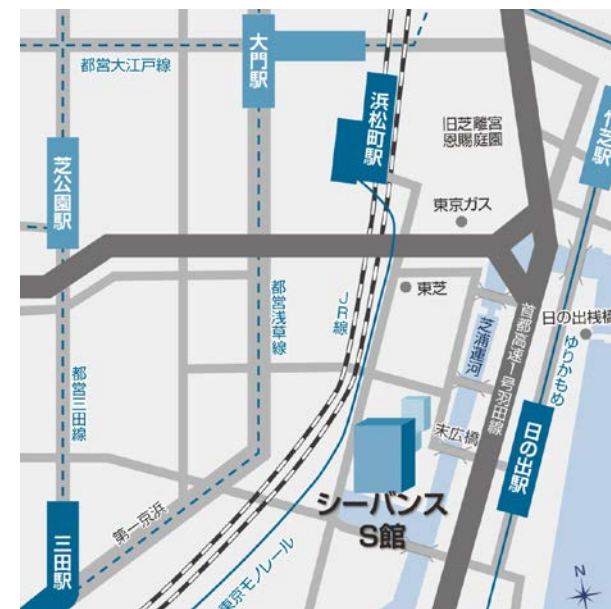 都営大江戸線
大門駅
浜松町駅
旧芝離宮
恩賜庭園
竹芝駅
芝公園駅
東京ガス
東芝
都営浅草線
JR線
芝浦運河
首都高速1号羽田線
日の出桟橋
ゆりかもめ
都営三田線
末広橋
日の出駅
シーバンス
S館
第一京浜
三田駅
東京モノレール
N